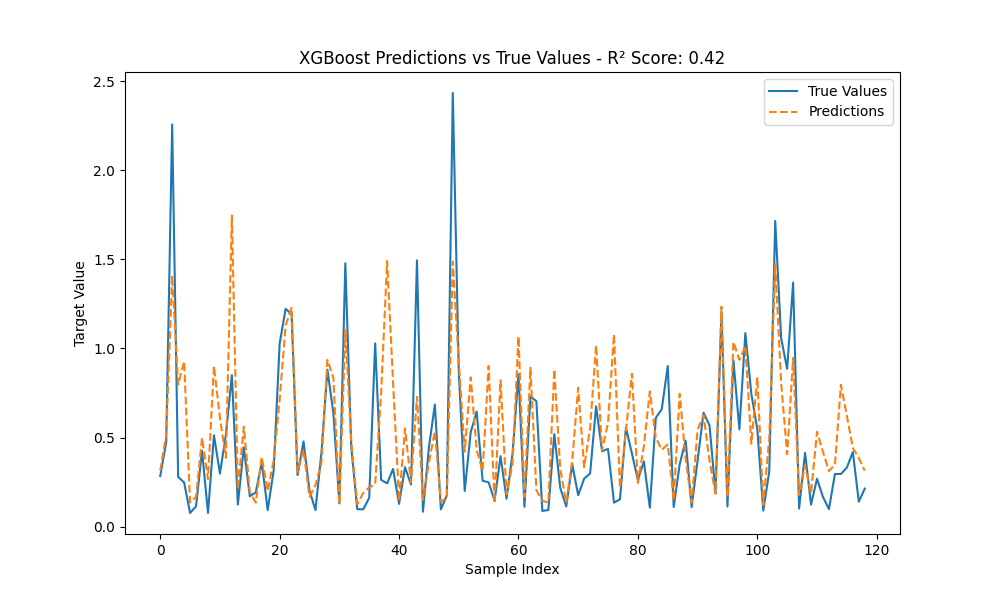 XGBoost Predictions vs True Values - R² Score: 0.42
True Values
Predictions
Target Value
2.5
2.0
1.5
1.0
0.5
0.0
0 20 40 60 80 100 120
Sample Index